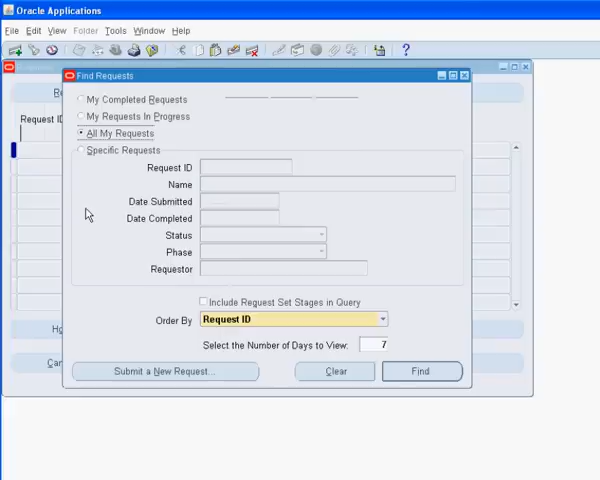 Oracle Applications
File Edit View Folder Tools Window Help
Find Requests
Request ID
My Completed Requests
My Requests In Progress
All My Requests
Specific Requests
Request ID
Name
Date Submitted
Date Completed
Status
Phase
Requestor
Include Request Set Stages in Query
Order By Request ID
Select the Number of Days to View: 7
Submit a New Request... Clear Find